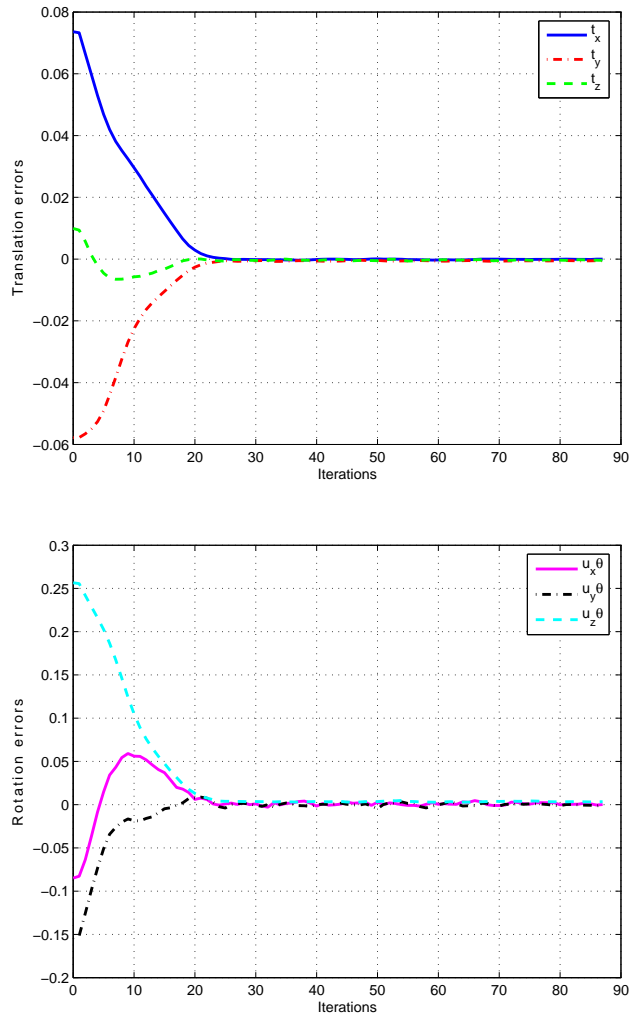 0.08
0.06
0.04
0.02
0
−0.02
−0.04
−0.06
Translation errors
0 10 20 30 40 50 60 70 80 90
Iterations
t_x
t_y
t_z
0.3
0.25
0.2
0.15
0.1
0.05
0
−0.05
−0.1
−0.15
−0.2
Rotation errors
0 10 20 30 40 50 60 70 80 90
Iterations
u_xθ
u_yθ
u_zθ